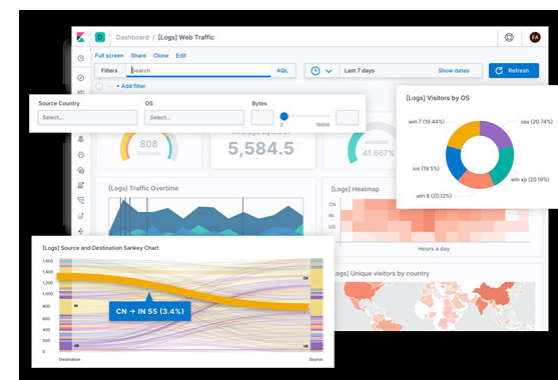 D Dashboard / [Logs] Web Traffic EA
Full screen Share Clone Edit
Filters Search KQL Last 7 days Show dates Refresh
+ Add filter
Source Country OS Bytes
Select... Select... 0 19656
[Logs] Visitors by OS
win 7 (19.44%) osx (20.74%)
ios (19.5%) win xp (20.19%)
win 8 (20.12%)
808
5,584.5
41.667%
[Logs] Traffic Overtime
[Logs] Heatmap
CN
IN
US
Hours a day
[Logs] Source and Destination Sankey Chart
1,600
1,400
1,200
1,000
800
600
400
200
0
CN
IN
CN → IN 55 (3.4%)
US
US
Destination Source
[Logs] Unique visitors by country